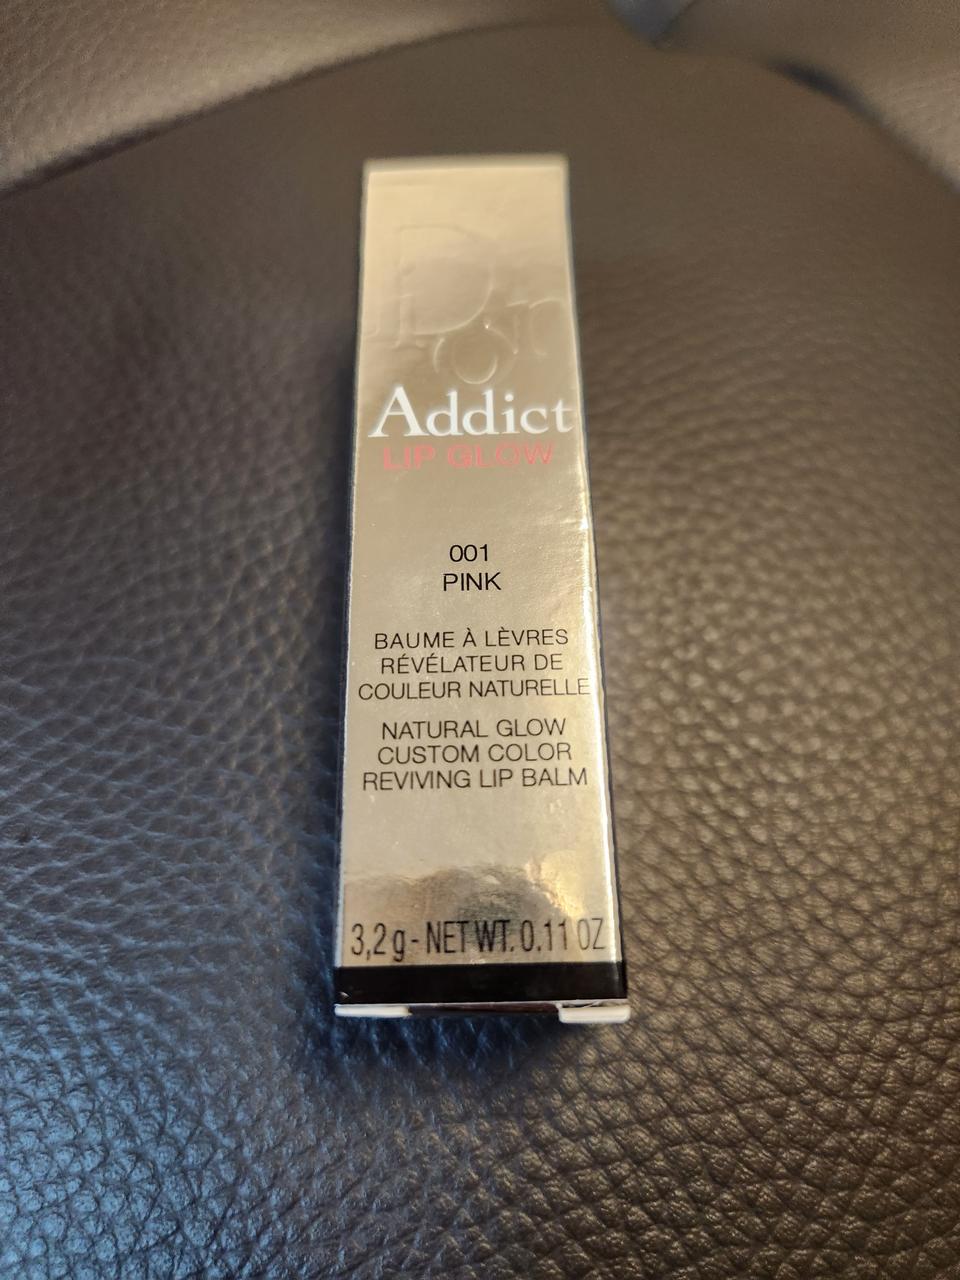 Dior
Addict
LIP GLOW
001
PINK
BAUME À LÈVRES
RÉVÉLATEUR DE
COULEUR NATURELLE
NATURAL GLOW
CUSTOM COLOR
REVIVING LIP BALM
3,2 g - NET WT. 0.11 OZ